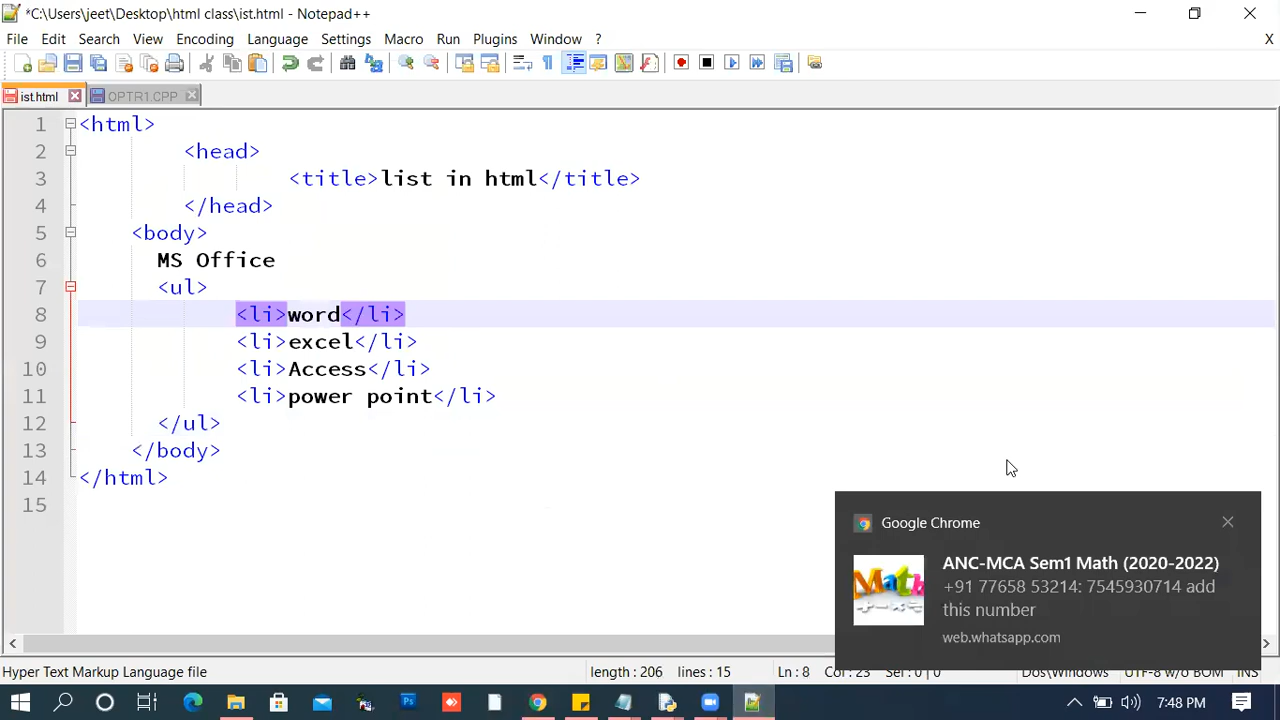 *C:\Users\jeet\Desktop\html class\ist.html - Notepad++
File Edit Search View Encoding Language Settings Macro Run Plugins Window ? X
ist.html OPTR1.CPP
1 <html>
2 <head>
3 <title>list in html</title>
4 </head>
5 <body>
6 MS Office
7 <ul>
8 <li>word</li>
9 <li>excel</li>
10 <li>Access</li>
11 <li>power point</li>
12 </ul>
13 </body>
14 </html>
15
Google Chrome
ANC-MCA Sem1 Math (2020-2022)
+91 77658 53214: 7545930714 add
this number
web.whatsapp.com
Math
Hyper Text Markup Language file length : 206 lines : 15 Ln : 8 Col : 23 Sel : 0 | 0 Dos\Windows UTF-8 w/o BOM INS
Ps 7:48 PM